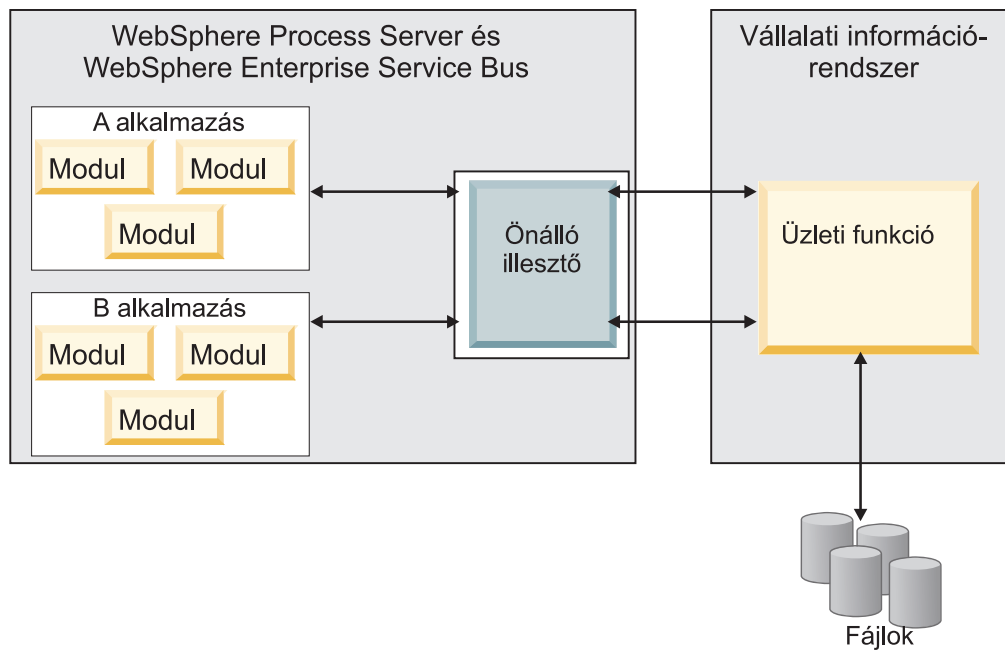 WebSphere Process Server és
WebSphere Enterprise Service Bus
A alkalmazás
Modul
Modul
Modul
B alkalmazás
Modul
Modul
Modul
Önálló
illesztő
Vállalati információ-
rendszer
Üzleti funkció
Fájlok